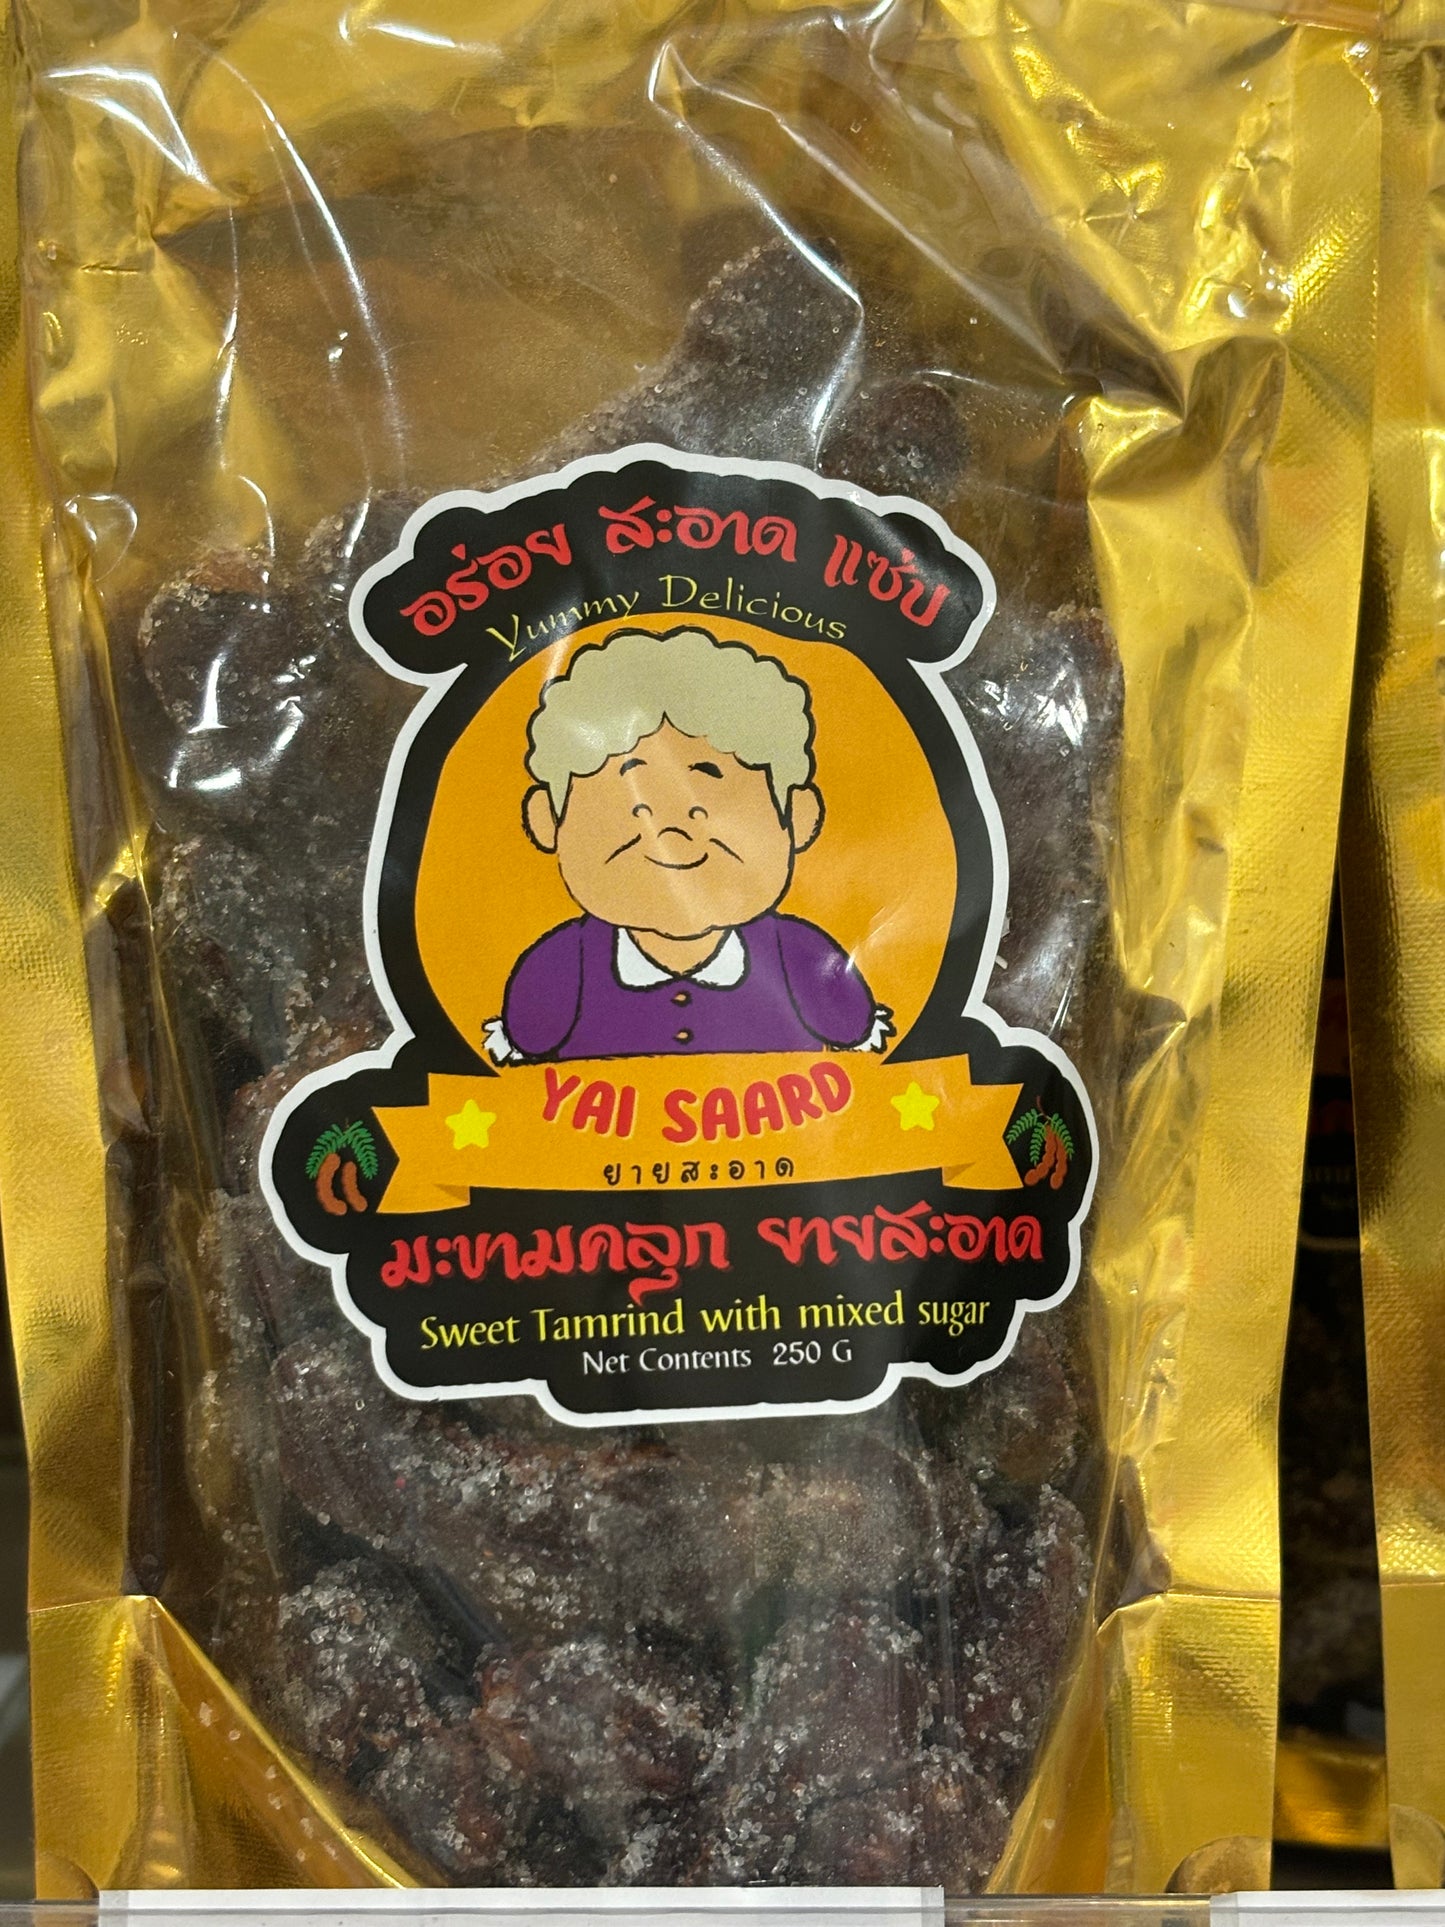 อร่อย สะอาด แซ่บ
Yummy Delicious
YAI SAARD
ยายสะอาด
มะขามคลุก ยายสะอาด
Sweet Tamrind with mixed sugar
Net Contents 250 G